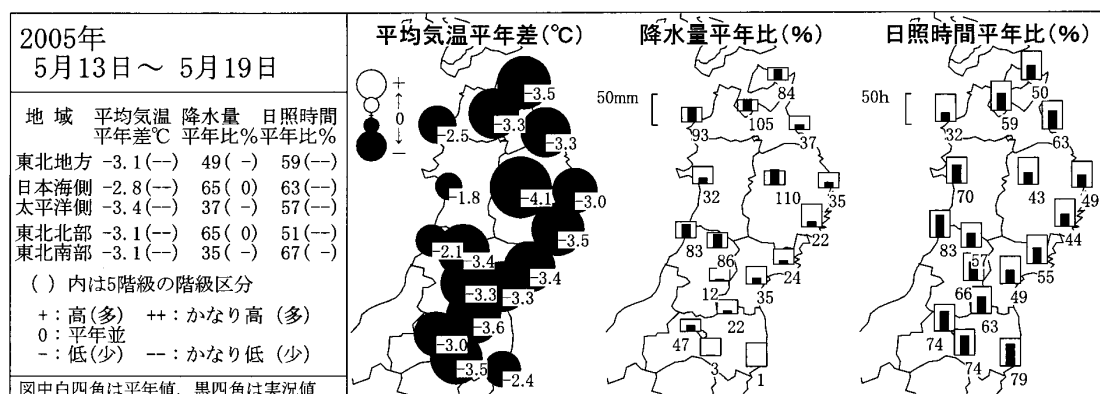 2005年
5月13日～ 5月19日
地 域 平均気温 降水量 日照時間
平年差℃ 平年比% 平年比%
東北地方 -3.1(--) 49( -) 59(--)
日本海側 -2.8(--) 65( 0) 63(--)
太平洋側 -3.4(--) 37( -) 57(--)
東北北部 -3.1(--) 65( 0) 51(--)
東北南部 -3.1(--) 35( -) 67( -)
( ) 内は5階級の階級区分
+：高(多) ++：かなり高 (多)
0：平年並
-：低(少) --：かなり低 (少)
図中白四角は平年値、黒四角は実況値
平均気温平年差(℃)
+
↑
0
↓
-
-3.5
-3.3
-2.5
-3.3
-1.8
-4.1
-3.0
-3.5
-2.1
-3.4
-3.4
-3.3
-3.3
-3.6
-3.0
-3.5
-2.4
降水量平年比(%)
50mm
84
93
105
37
32
110
35
22
83
86
24
12
35
22
47
3
1
日照時間平年比(%)
50h
50
32
59
63
70
43
49
44
83
57
55
66
49
63
74
74
79